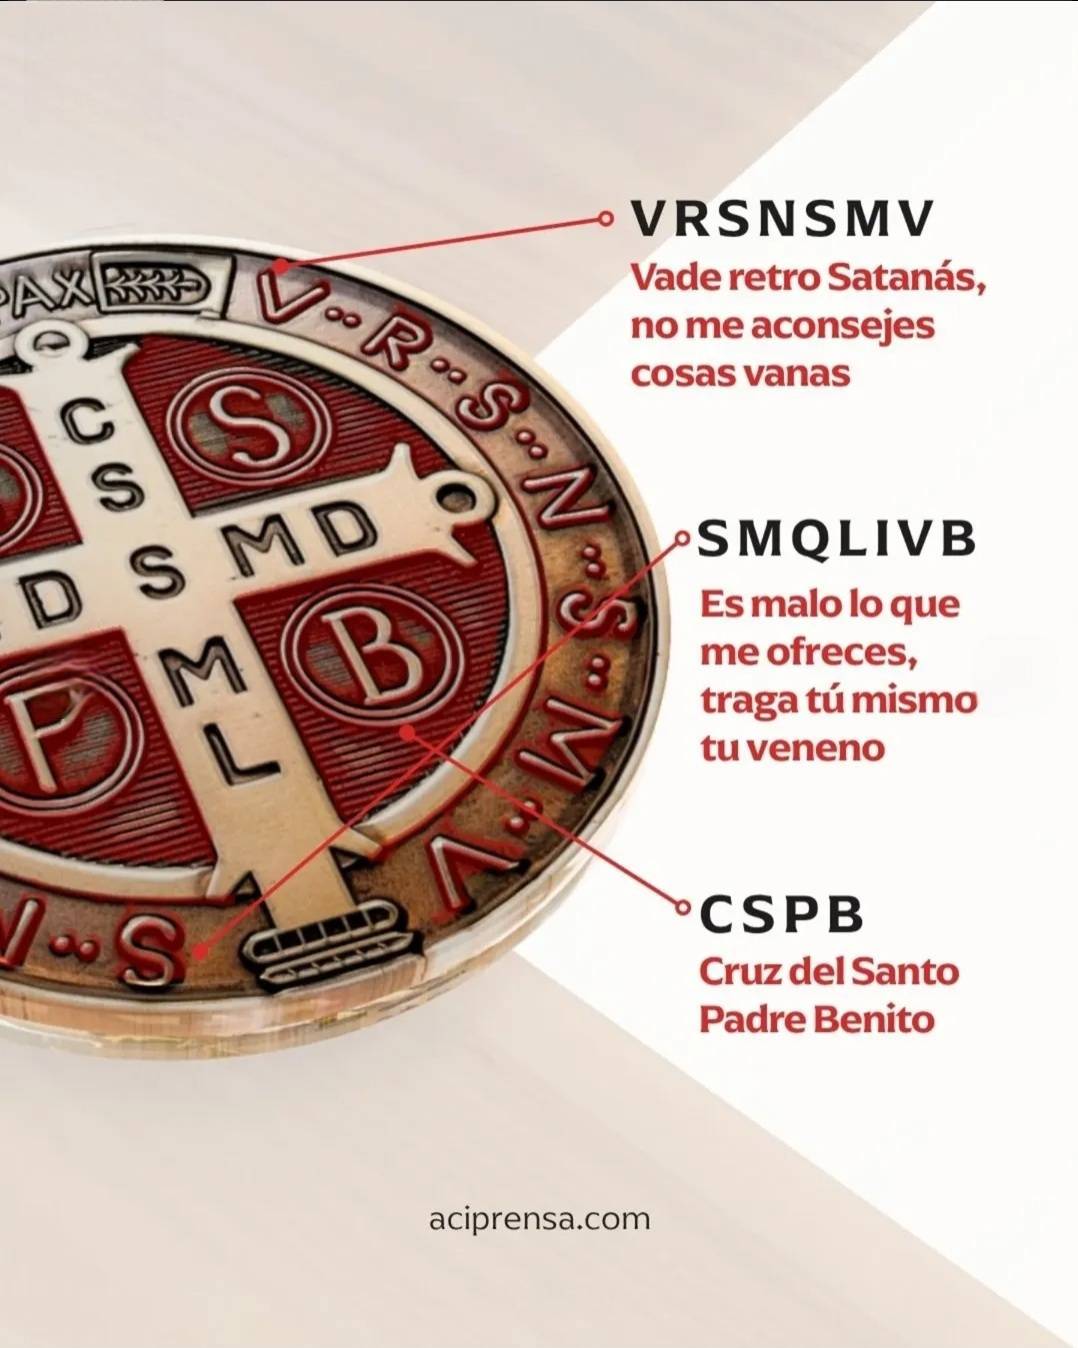 VRSNSMV
Vade retro Satanás,
no me aconsejes
cosas vanas
SMQLIVB
Es malo lo que
me ofreces,
traga tú mismo
tu veneno
CSPB
Cruz del Santo
Padre Benito
PAX
V··R··S··N··S··M··V
S
C
S
D S M D
M
L
P
B
V··S
aciprensa.com